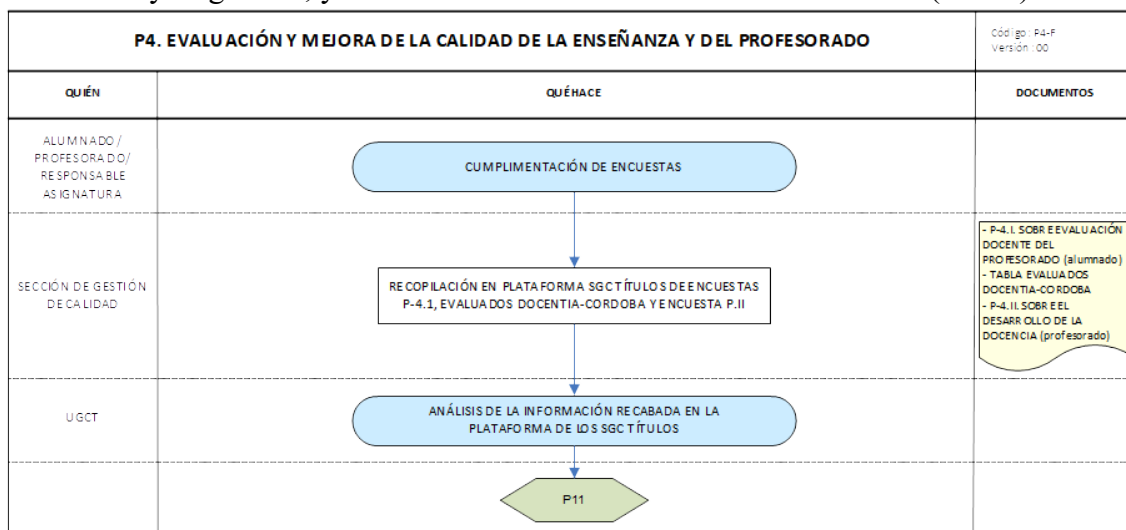 P4. EVALUACIÓN Y MEJORA DE LA CALIDAD DE LA ENSEÑANZA Y DEL PROFESORADO
Código: P4-F
Versión: 00
QUIÉN
QUÉ HACE
DOCUMENTOS
ALUMNADO /
PROFESORADO/
RESPONSABLE
ASIGNATURA
CUMPLIMENTACIÓN DE ENCUESTAS
SECCIÓN DE GESTIÓN
DE CALIDAD
RECOPILACIÓN EN PLATAFORMA SGC TÍTULOS DE ENCUESTAS
P-4.1, EVALUADOS DOCENTIA-CORDOBA Y ENCUESTA P.II
- P-4.I. SOBRE EVALUACIÓN
DOCENTE DEL
PROFESORADO (alumnado)
- TABLA EVALUADOS
DOCENTIA-CORDOBA
- P-4.II. SOBRE EL
DESARROLLO DE LA
DOCENCIA (profesorado)
UGCT
ANÁLISIS DE LA INFORMACIÓN RECABADA EN LA
PLATAFORMA DE LOS SGC TÍTULOS
P11